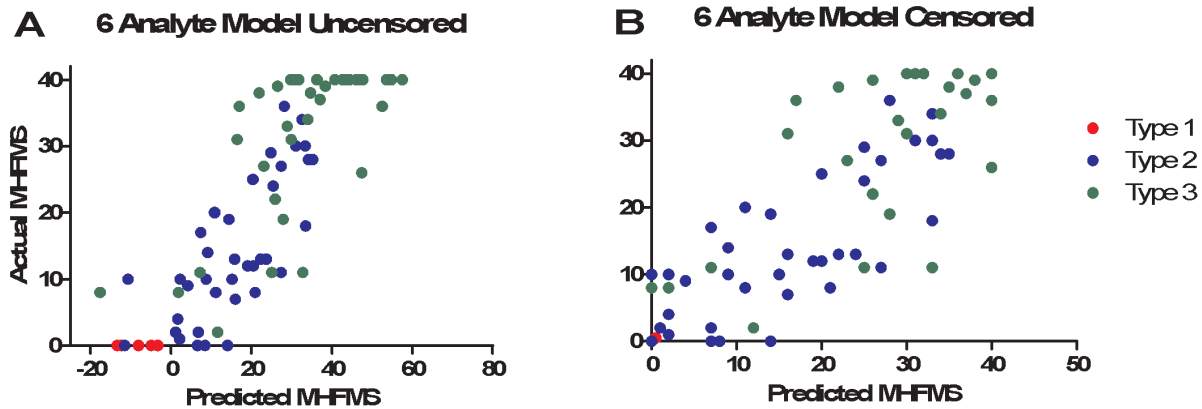 A
6 Analyte Model Uncensored
40
30
20
10
0
Actual MHFMS
-20
0
20
40
60
80
Predicted MHFMS
B
6 Analyte Model Censored
40
30
20
10
0
0
10
20
30
40
50
Predicted MHFMS
Type 1
Type 2
Type 3